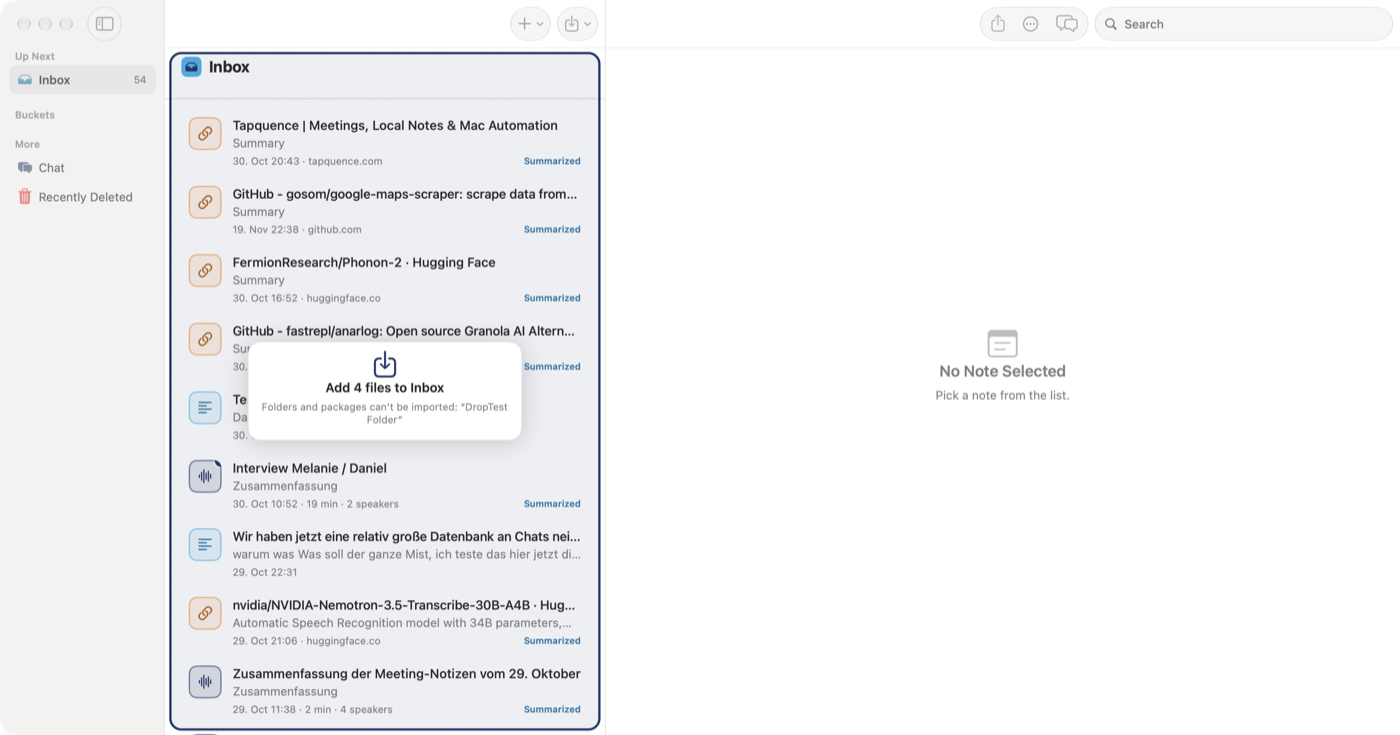 Search
Up Next
Inbox 54
Buckets
More
Chat
Recently Deleted
Inbox
Tapquence | Meetings, Local Notes & Mac Automation
Summary
30. Oct 20:43 · tapquence.com Summarized
GitHub - gosom/google-maps-scraper: scrape data from...
Summary
19. Nov 22:38 · github.com Summarized
FermionResearch/Phonon-2 · Hugging Face
Summary
30. Oct 16:52 · huggingface.co Summarized
GitHub - fastrepl/anarlog: Open source Granola AI Altern...
Su
30. Summarized
Add 4 files to Inbox
Folders and packages can't be imported: "DropTest
Folder"
Te
Da
30.
Interview Melanie / Daniel
Zusammenfassung
30. Oct 10:52 · 19 min · 2 speakers Summarized
Wir haben jetzt eine relativ große Datenbank an Chats nei...
warum was Was soll der ganze Mist, ich teste das hier jetzt di...
29. Oct 22:31
nvidia/NVIDIA-Nemotron-3.5-Transcribe-30B-A4B · Hug...
Automatic Speech Recognition model with 34B parameters,...
29. Oct 21:06 · huggingface.co Summarized
Zusammenfassung der Meeting-Notizen vom 29. Oktober
Zusammenfassung
29. Oct 11:38 · 2 min · 4 speakers Summarized
No Note Selected
Pick a note from the list.